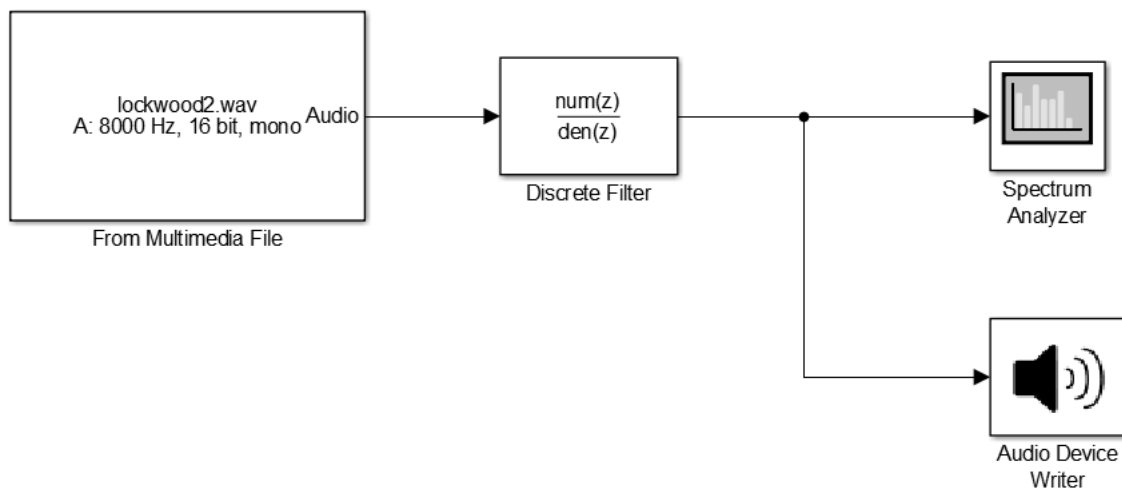 lockwood2.wav
A: 8000 Hz, 16 bit, mono
Audio
From Multimedia File
num(z)
den(z)
Discrete Filter
Spectrum
Analyzer
Audio Device
Writer